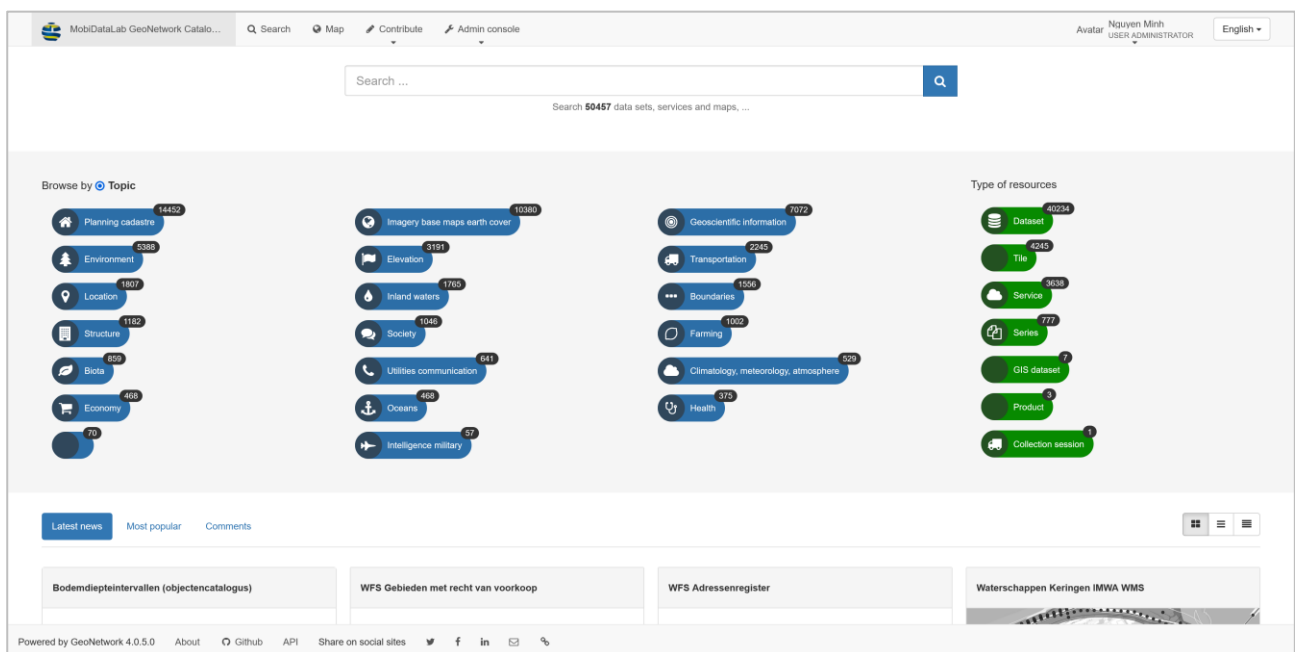 MobiDataLab GeoNetwork Catalo... Search Map Contribute Admin console Avatar Nguyen Minh USER ADMINISTRATOR English
Search ...
Search 50457 data sets, services and maps, ...
Browse by Topic
Type of resources
Planning cadastre 14452
Imagery base maps earth cover 10380
Geoscientific information 7072
Dataset 40234
Environment 5388
Elevation 3191
Transportation 2245
Tile 4245
Location 1807
Inland waters 1765
Boundaries 1556
Service 3638
Structure 1182
Society 1046
Farming 1002
Series 777
Biota 859
Utilities communication 641
Climatology, meteorology, atmosphere 529
GIS dataset 7
Economy 468
Oceans 468
Health 375
Product 3
70
Intelligence military 57
Collection session 1
Latest news Most popular Comments
Bodemdiepteintervallen (objectencatalogus)
WFS Gebieden met recht van voorkoop
WFS Adressenregister
Waterschappen Keringen IMWA WMS
Powered by GeoNetwork 4.0.5.0 About Github API Share on social sites